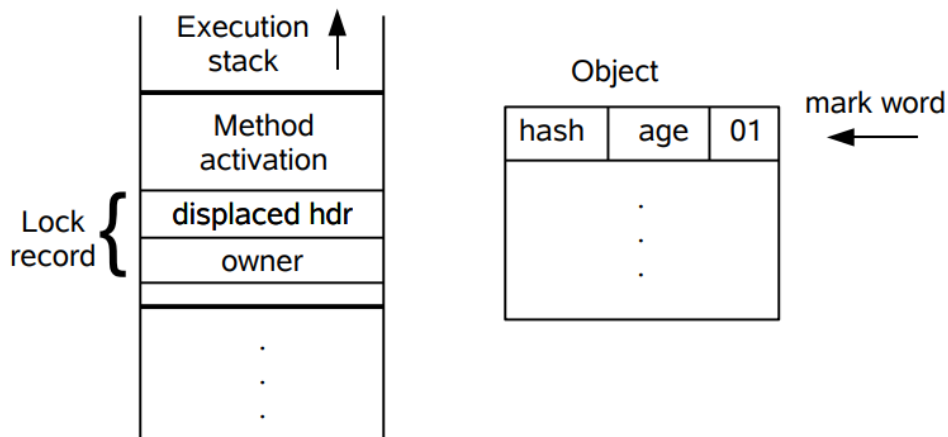 Execution
stack
Method
activation
Lock
record
displaced hdr
owner
.
.
.
Object
hash age 01
mark word
.
.
.